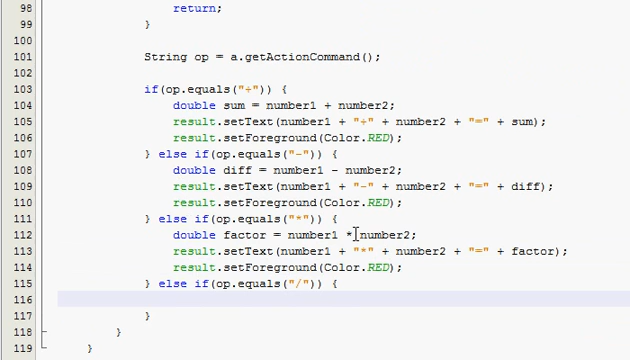 98 return;
99 }
100
101 String op = a.getActionCommand();
102
103 if(op.equals("+")) {
104 double sum = number1 + number2;
105 result.setText(number1 + "+" + number2 + "=" + sum);
106 result.setForeground(Color.RED);
107 } else if(op.equals("-")) {
108 double diff = number1 - number2;
109 result.setText(number1 + "-" + number2 + "=" + diff);
110 result.setForeground(Color.RED);
111 } else if(op.equals("*")) {
112 double factor = number1 * number2;
113 result.setText(number1 + "*" + number2 + "=" + factor);
114 result.setForeground(Color.RED);
115 } else if(op.equals("/")) {
116
117 }
118 }
119 }